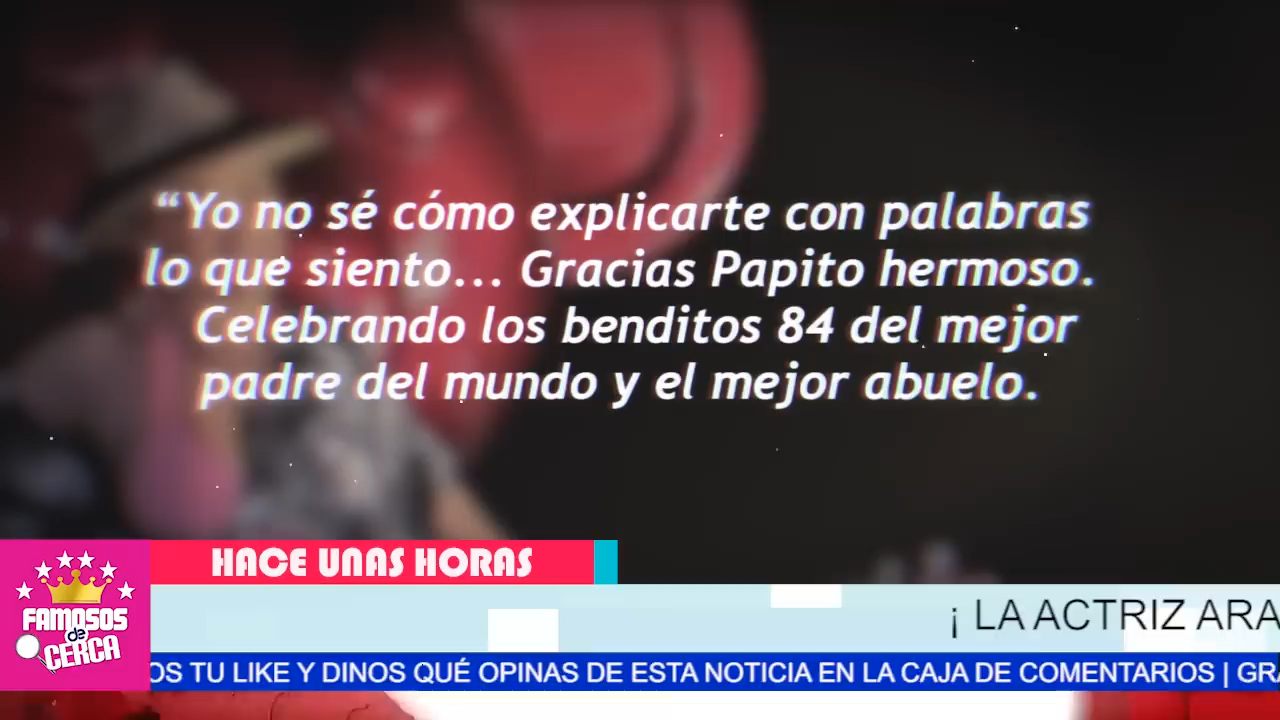 “Yo no sé cómo explicarte con palabras
lo que siento... Gracias Papito hermoso.
Celebrando los benditos 84 del mejor
padre del mundo y el mejor abuelo.
HACE UNAS HORAS
FAMOSOS
de
CERCA
¡ LA ACTRIZ ARA
OS TU LIKE Y DINOS QUÉ OPINAS DE ESTA NOTICIA EN LA CAJA DE COMENTARIOS | GRA